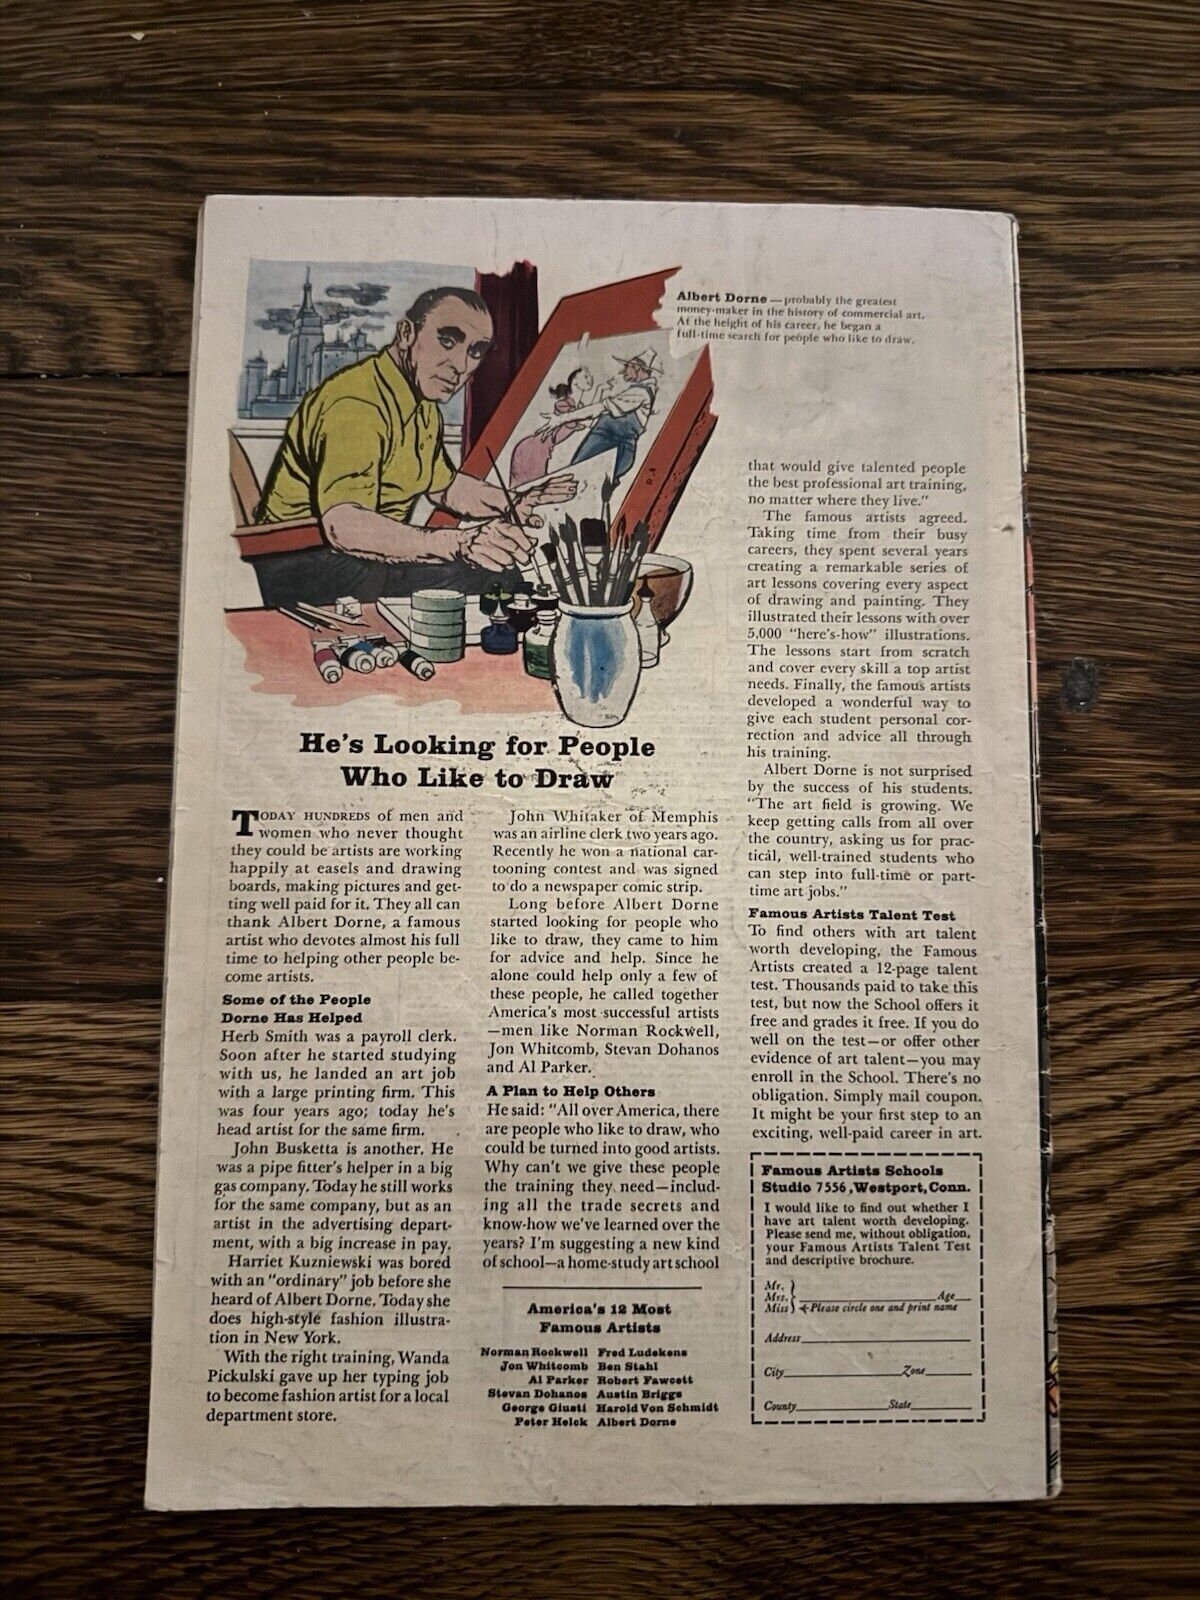 Albert Dorne — probably the greatest
money-maker in the history of commercial art.
At the height of his career, he began a
full-time search for people who like to draw.
He's Looking for People
Who Like to Draw
TODAY HUNDREDS of men and
women who never thought
they could be artists are working
happily at easels and drawing
boards, making pictures and get-
ting well paid for it. They all can
thank Albert Dorne, a famous
artist who devotes almost his full
time to helping other people be-
come artists.
Some of the People
Dorne Has Helped
Herb Smith was a payroll clerk.
Soon after he started studying
with us, he landed an art job
with a large printing firm. This
was four years ago; today he's
head artist for the same firm.
John Busketta is another. He
was a pipe fitter's helper in a big
gas company. Today he still works
for the same company, but as an
artist in the advertising depart-
ment, with a big increase in pay.
Harriet Kuzniewski was bored
with an "ordinary" job before she
heard of Albert Dorne. Today she
does high-style fashion illustra-
tion in New York.
With the right training, Wanda
Pickulski gave up her typing job
to become fashion artist for a local
department store.
John Whitaker of Memphis
was an airline clerk two years ago.
Recently he won a national car-
tooning contest and was signed
to do a newspaper comic strip.
Long before Albert Dorne
started looking for people who
like to draw, they came to him
for advice and help. Since he
alone could help only a few of
these people, he called together
America's most successful artists
—men like Norman Rockwell,
Jon Whitcomb, Stevan Dohanos
and Al Parker.
A Plan to Help Others
He said: "All over America, there
are people who like to draw, who
could be turned into good artists.
Why can't we give these people
the training they need—includ-
ing all the trade secrets and
know-how we've learned over the
years? I'm suggesting a new kind
of school—a home-study art school
America's 12 Most
Famous Artists
Norman Rockwell Fred Ludekens
Jon Whitcomb Ben Stahl
Al Parker Robert Fawcett
Stevan Dohanos Austin Briggs
George Giusti Harold Von Schmidt
Peter Helck Albert Dorne
that would give talented people
the best professional art training,
no matter where they live."
The famous artists agreed.
Taking time from their busy
careers, they spent several years
creating a remarkable series of
art lessons covering every aspect
of drawing and painting. They
illustrated their lessons with over
5,000 "here's-how" illustrations.
The lessons start from scratch
and cover every skill a top artist
needs. Finally, the famous artists
developed a wonderful way to
give each student personal cor-
rection and advice all through
his training.
Albert Dorne is not surprised
by the success of his students.
"The art field is growing. We
keep getting calls from all over
the country, asking us for prac-
tical, well-trained students who
can step into full-time or part-
time art jobs."
Famous Artists Talent Test
To find others with art talent
worth developing, the Famous
Artists created a 12-page talent
test. Thousands paid to take this
test, but now the School offers it
free and grades it free. If you do
well on the test—or offer other
evidence of art talent—you may
enroll in the School. There's no
obligation. Simply mail coupon.
It might be your first step to an
exciting, well-paid career in art.
Famous Artists Schools
Studio 7556, Westport, Conn.
I would like to find out whether I
have art talent worth developing.
Please send me, without obligation,
your Famous Artists Talent Test
and descriptive brochure.
Mr.
Mrs. Age
Miss Please circle one and print name
Address
City Zone
County State